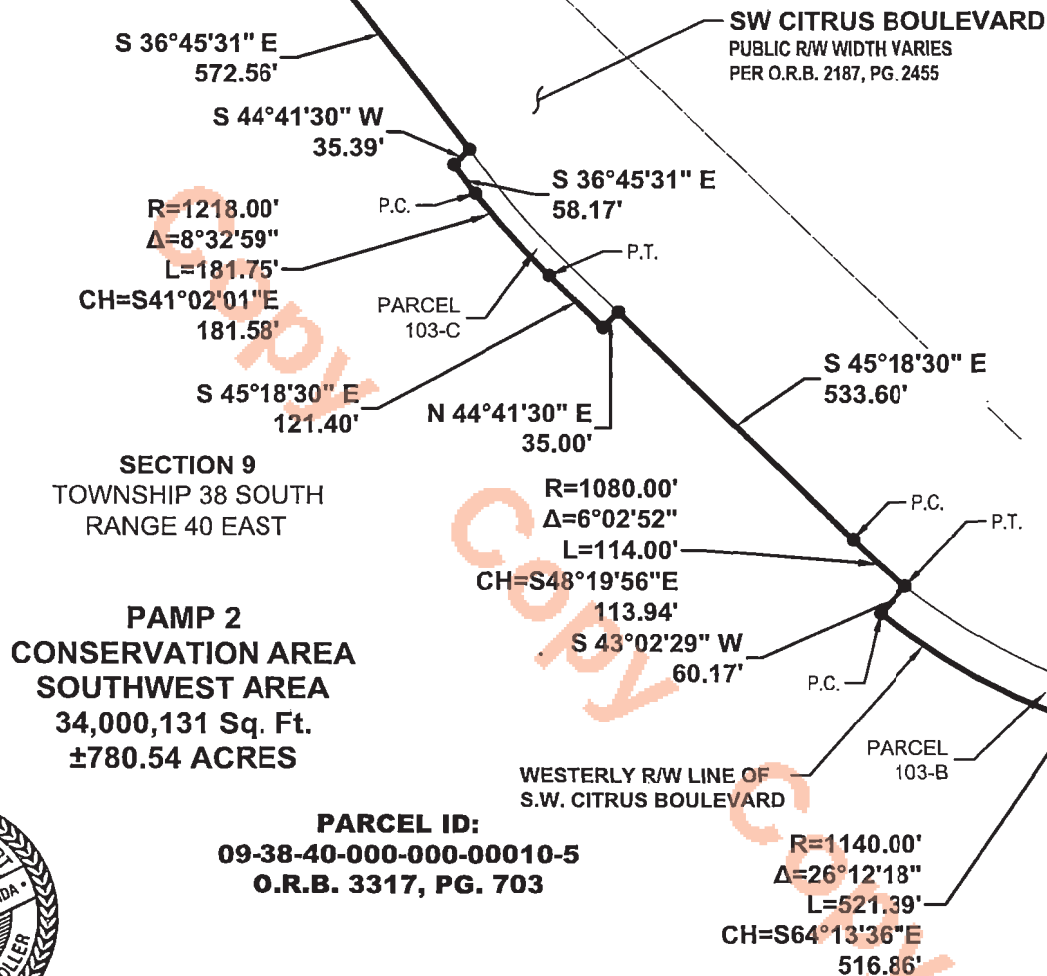 SW CITRUS BOULEVARD
PUBLIC R/W WIDTH VARIES
PER O.R.B. 2187, PG. 2455
S 36°45'31" E
572.56'
S 44°41'30" W
35.39'
S 36°45'31" E
58.17'
P.C.
R=1218.00'
Δ=8°32'59"
L=181.75'
CH=S41°02'01"E
181.58'
P.T.
PARCEL
103-C
S 45°18'30" E
121.40'
N 44°41'30" E
35.00'
S 45°18'30" E
533.60'
SECTION 9
TOWNSHIP 38 SOUTH
RANGE 40 EAST
R=1080.00'
Δ=6°02'52"
L=114.00'
CH=S48°19'56"E
113.94'
P.C.
P.T.
S 43°02'29" W
60.17'
P.C.
PAMP 2
CONSERVATION AREA
SOUTHWEST AREA
34,000,131 Sq. Ft.
±780.54 ACRES
WESTERLY R/W LINE OF
S.W. CITRUS BOULEVARD
PARCEL
103-B
PARCEL ID:
09-38-40-000-000-00010-5
O.R.B. 3317, PG. 703
R=1140.00'
Δ=26°12'18"
L=521.39'
CH=S64°13'36"E
516.86'
Copy
Copy
Copy